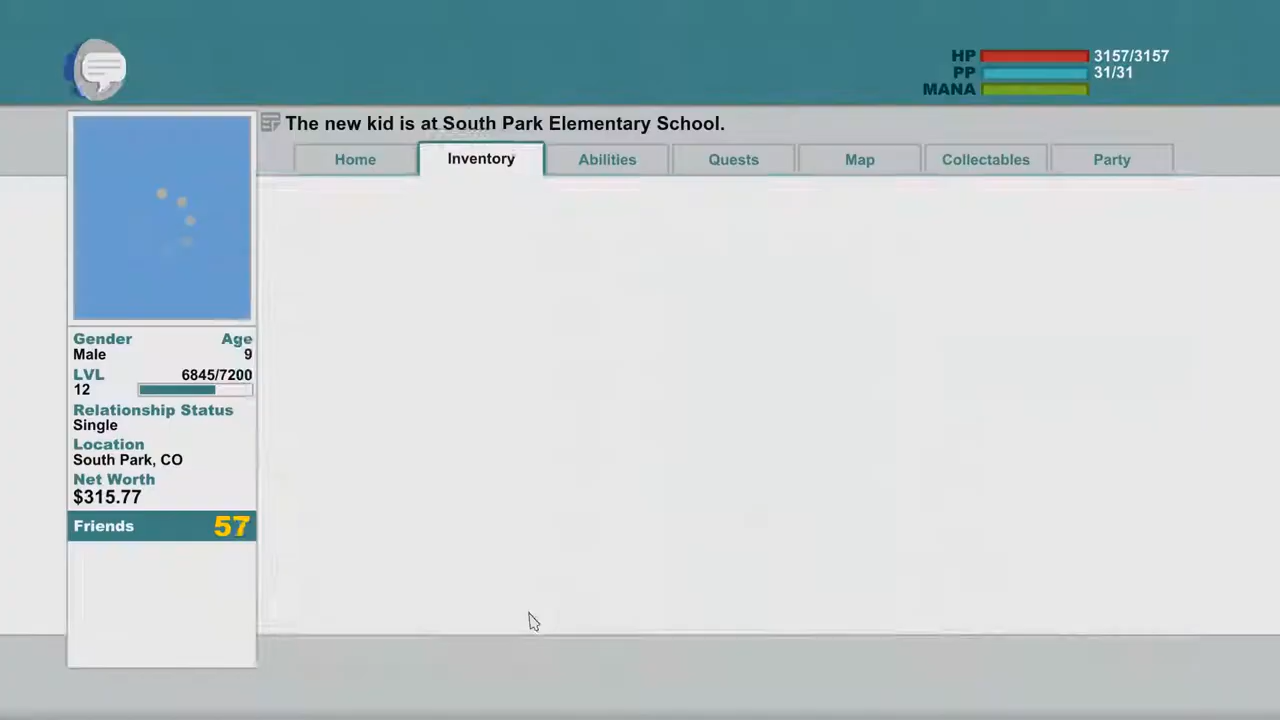 HP 3157/3157
PP 31/31
MANA
The new kid is at South Park Elementary School.
Home Inventory Abilities Quests Map Collectables Party
Gender Age
Male 9
LVL 6845/7200
12
Relationship Status
Single
Location
South Park, CO
Net Worth
$315.77
Friends 57